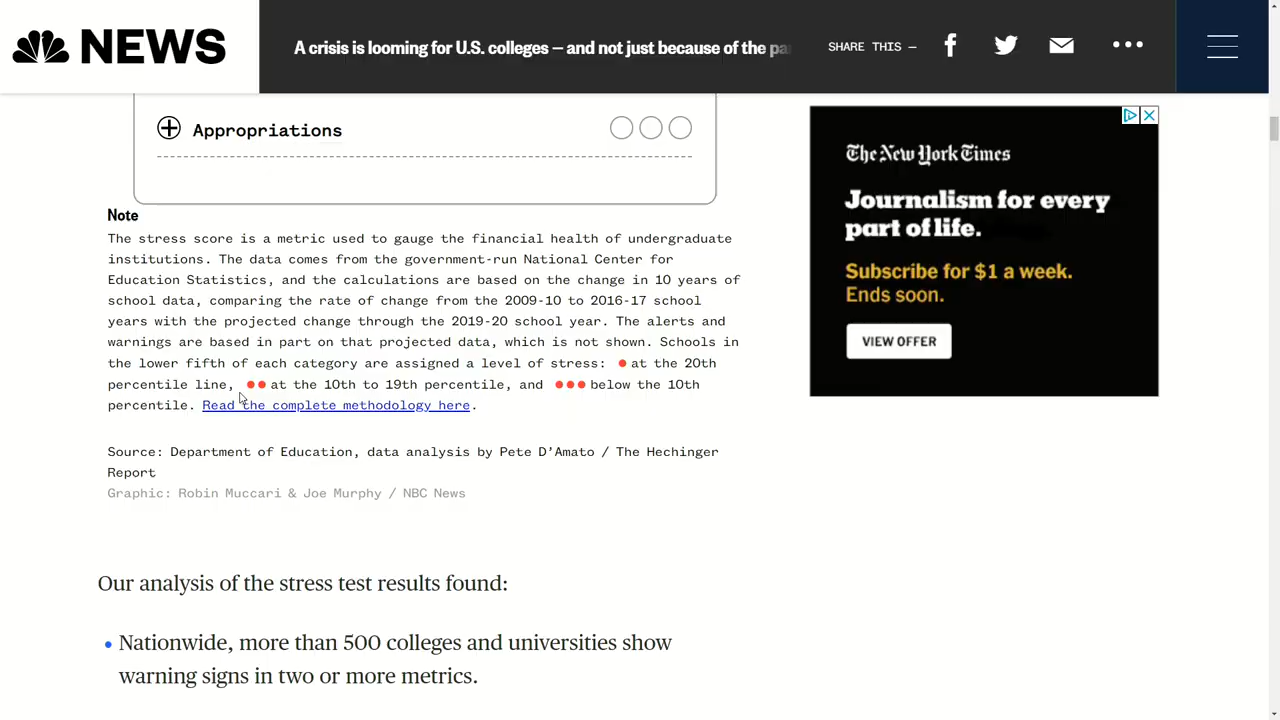 NEWS
A crisis is looming for U.S. colleges — and not just because of the pa
SHARE THIS —
Appropriations
Note
The stress score is a metric used to gauge the financial health of undergraduate
institutions. The data comes from the government-run National Center for
Education Statistics, and the calculations are based on the change in 10 years of
school data, comparing the rate of change from the 2009-10 to 2016-17 school
years with the projected change through the 2019-20 school year. The alerts and
warnings are based in part on that projected data, which is not shown. Schools in
the lower fifth of each category are assigned a level of stress: at the 20th
percentile line, at the 10th to 19th percentile, and below the 10th
percentile. Read the complete methodology here.
Source: Department of Education, data analysis by Pete D’Amato / The Hechinger
Report
Graphic: Robin Muccari & Joe Murphy / NBC News
Our analysis of the stress test results found:
• Nationwide, more than 500 colleges and universities show
warning signs in two or more metrics.
The New York Times
Journalism for every
part of life.
Subscribe for $1 a week.
Ends soon.
VIEW OFFER